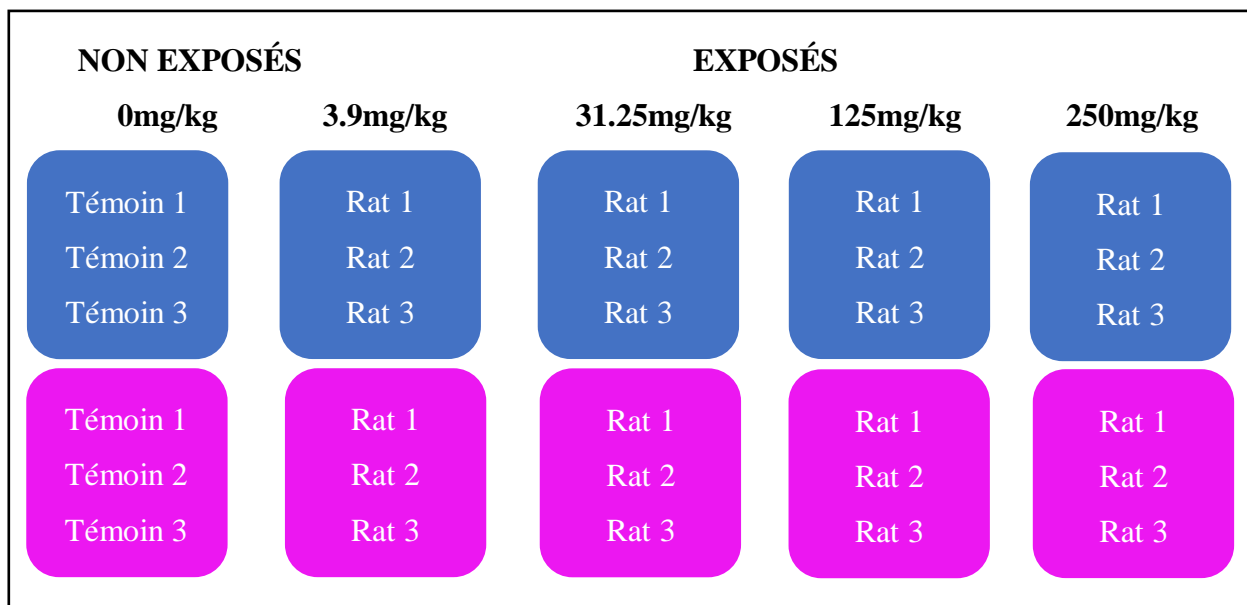 NON EXPOSÉS EXPOSÉS
0mg/kg 3.9mg/kg 31.25mg/kg 125mg/kg 250mg/kg
Témoin 1 Rat 1 Rat 1 Rat 1 Rat 1
Témoin 2 Rat 2 Rat 2 Rat 2 Rat 2
Témoin 3 Rat 3 Rat 3 Rat 3 Rat 3
Témoin 1 Rat 1 Rat 1 Rat 1 Rat 1
Témoin 2 Rat 2 Rat 2 Rat 2 Rat 2
Témoin 3 Rat 3 Rat 3 Rat 3 Rat 3